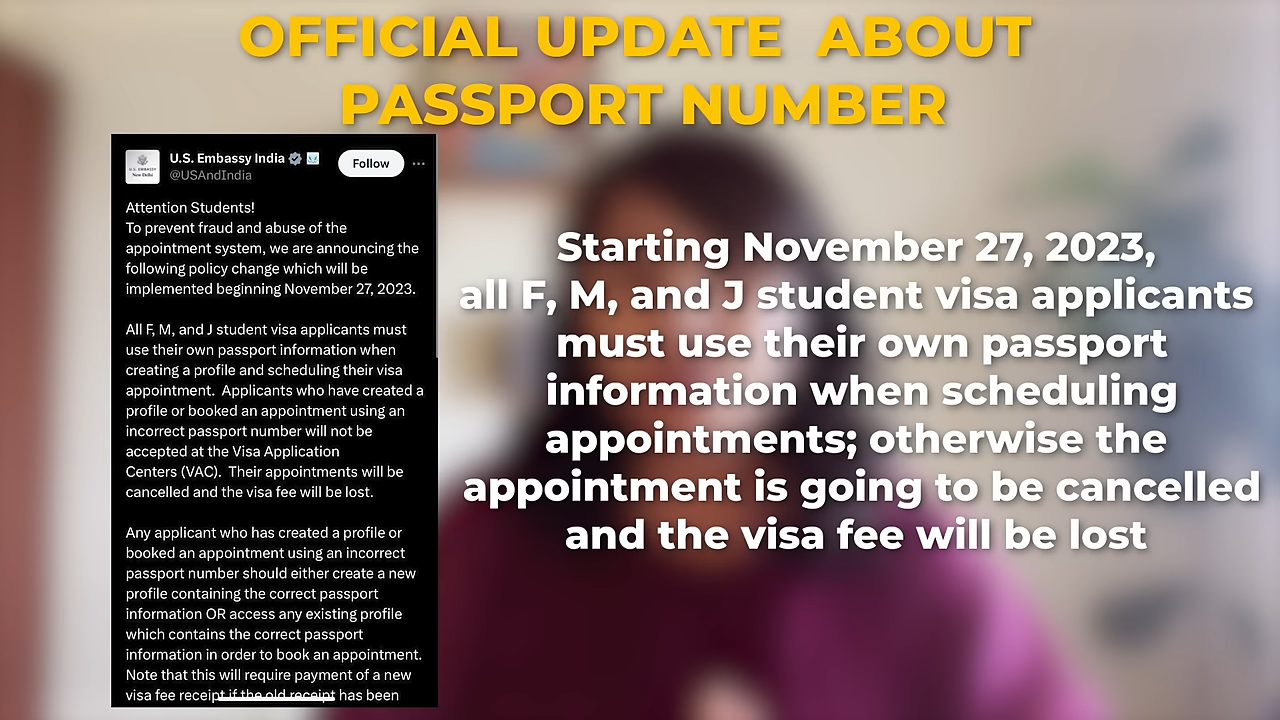 OFFICIAL UPDATE ABOUT
PASSPORT NUMBER
U.S. Embassy India
@USAndIndia
Follow
Attention Students!
To prevent fraud and abuse of the
appointment system, we are announcing the
following policy change which will be
implemented beginning November 27, 2023.
All F, M, and J student visa applicants must
use their own passport information when
creating a profile and scheduling their visa
appointment. Applicants who have created a
profile or booked an appointment using an
incorrect passport number will not be
accepted at the Visa Application
Centers (VAC). Their appointments will be
cancelled and the visa fee will be lost.
Any applicant who has created a profile or
booked an appointment using an incorrect
passport number should either create a new
profile containing the correct passport
information OR access any existing profile
which contains the correct passport
information in order to book an appointment.
Note that this will require payment of a new
visa fee receipt if the old receipt has been
Starting November 27, 2023,
all F, M, and J student visa applicants
must use their own passport
information when scheduling
appointments; otherwise the
appointment is going to be cancelled
and the visa fee will be lost